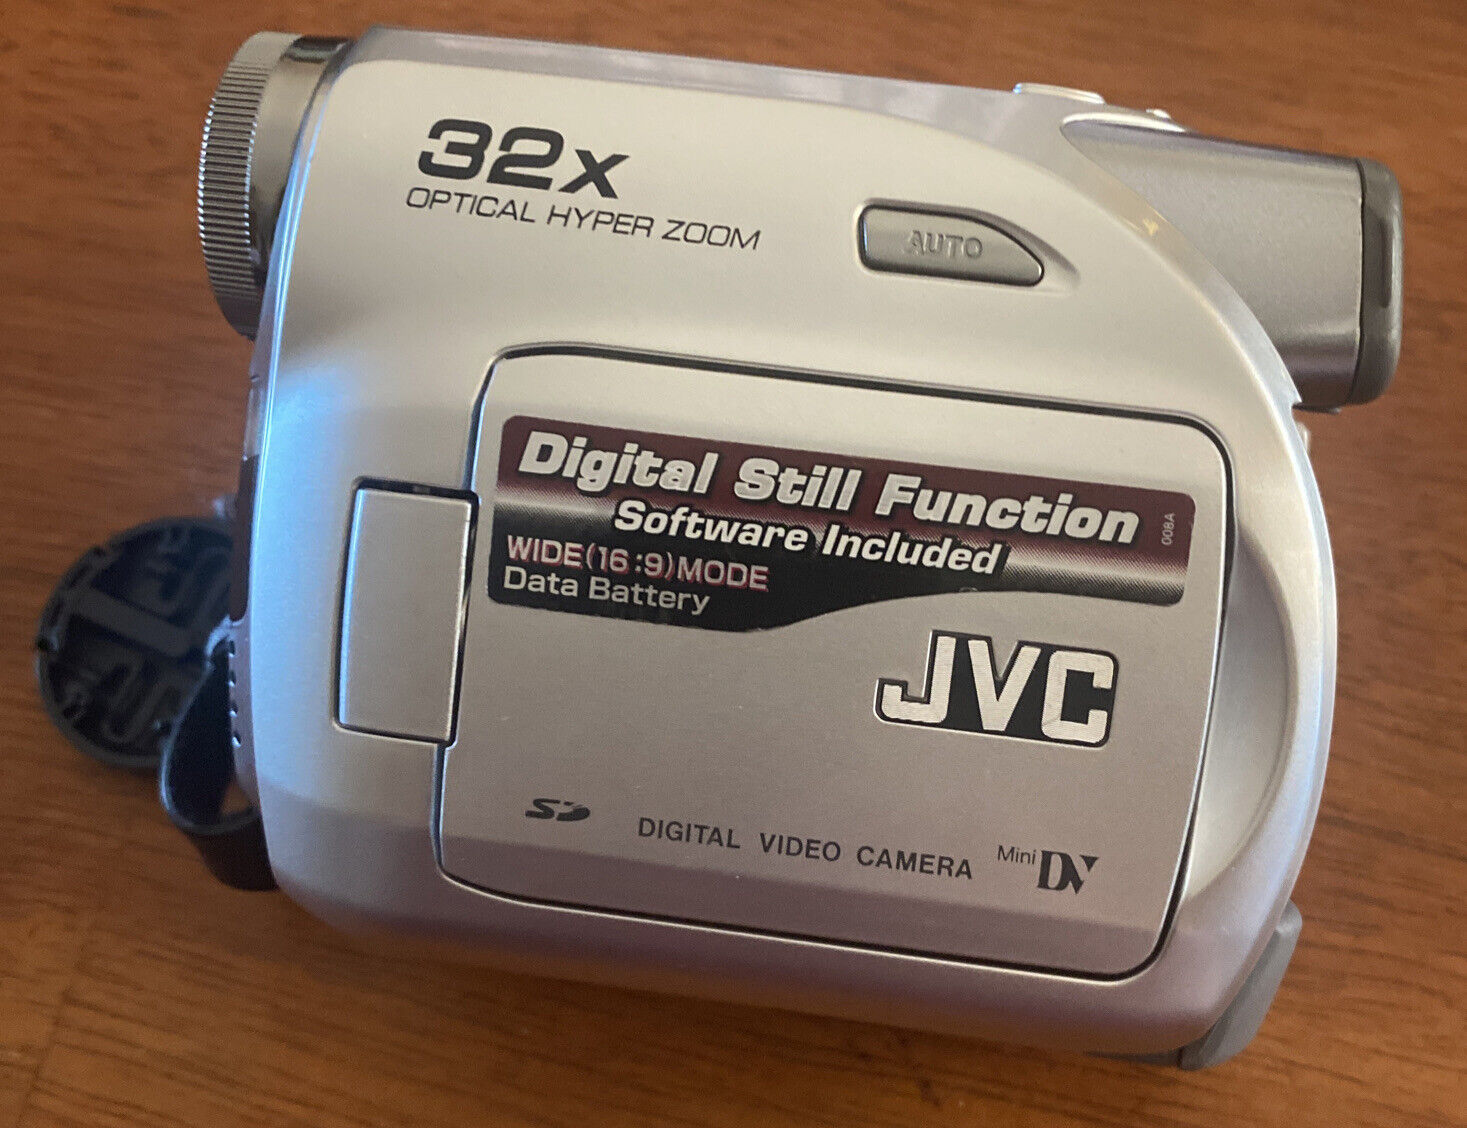 32x
OPTICAL HYPER ZOOM
AUTO
Digital Still Function
Software Included
008A
WIDE(16:9)MODE
Data Battery
JVC
SD
DIGITAL VIDEO CAMERA
Mini DV